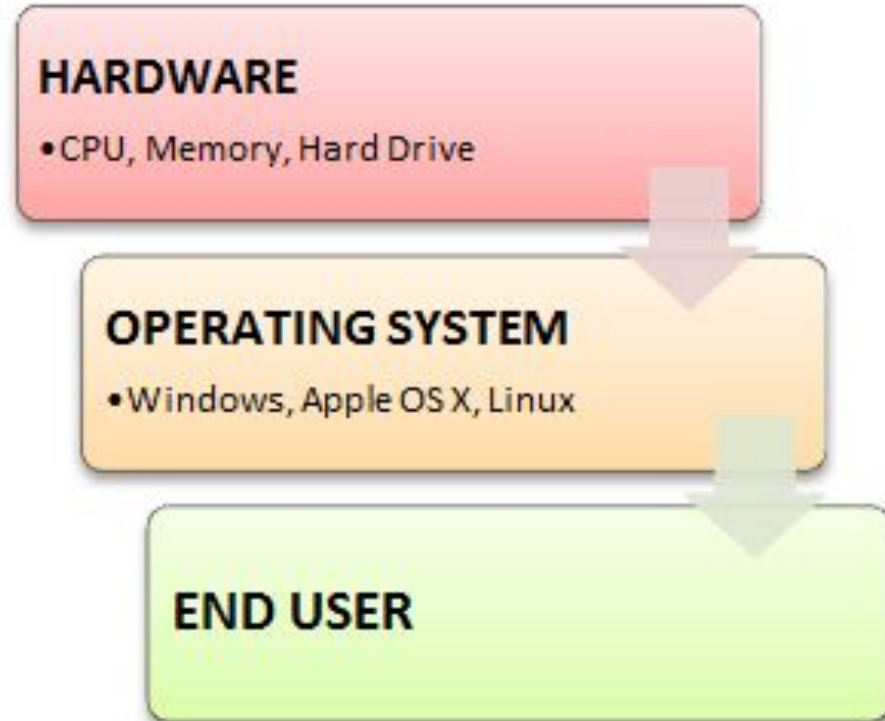 HARDWARE
•CPU, Memory, Hard Drive
OPERATING SYSTEM
•Windows, Apple OS X, Linux
END USER